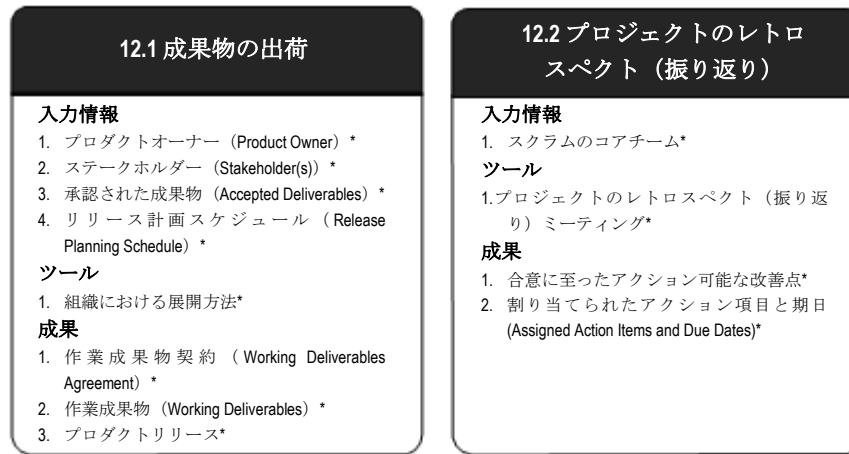 12.1 成果物の出荷
入力情報
1. プロダクトオーナー（Product Owner）*
2. ステークホルダー（Stakeholder(s)）*
3. 承認された成果物（Accepted Deliverables）*
4. リリース計画スケジュール（Release
Planning Schedule）*
ツール
1. 組織における展開方法*
成果
1. 作業成果物契約（Working Deliverables
Agreement）*
2. 作業成果物（Working Deliverables）*
3. プロダクトリリース*
12.2 プロジェクトのレトロ
スペクト（振り返り）
入力情報
1. スクラムのコアチーム*
ツール
1.プロジェクトのレトロスペクト（振り返
り）ミーティング*
成果
1. 合意に至ったアクション可能な改善点*
2. 割り当てられたアクション項目と期日
(Assigned Action Items and Due Dates)*